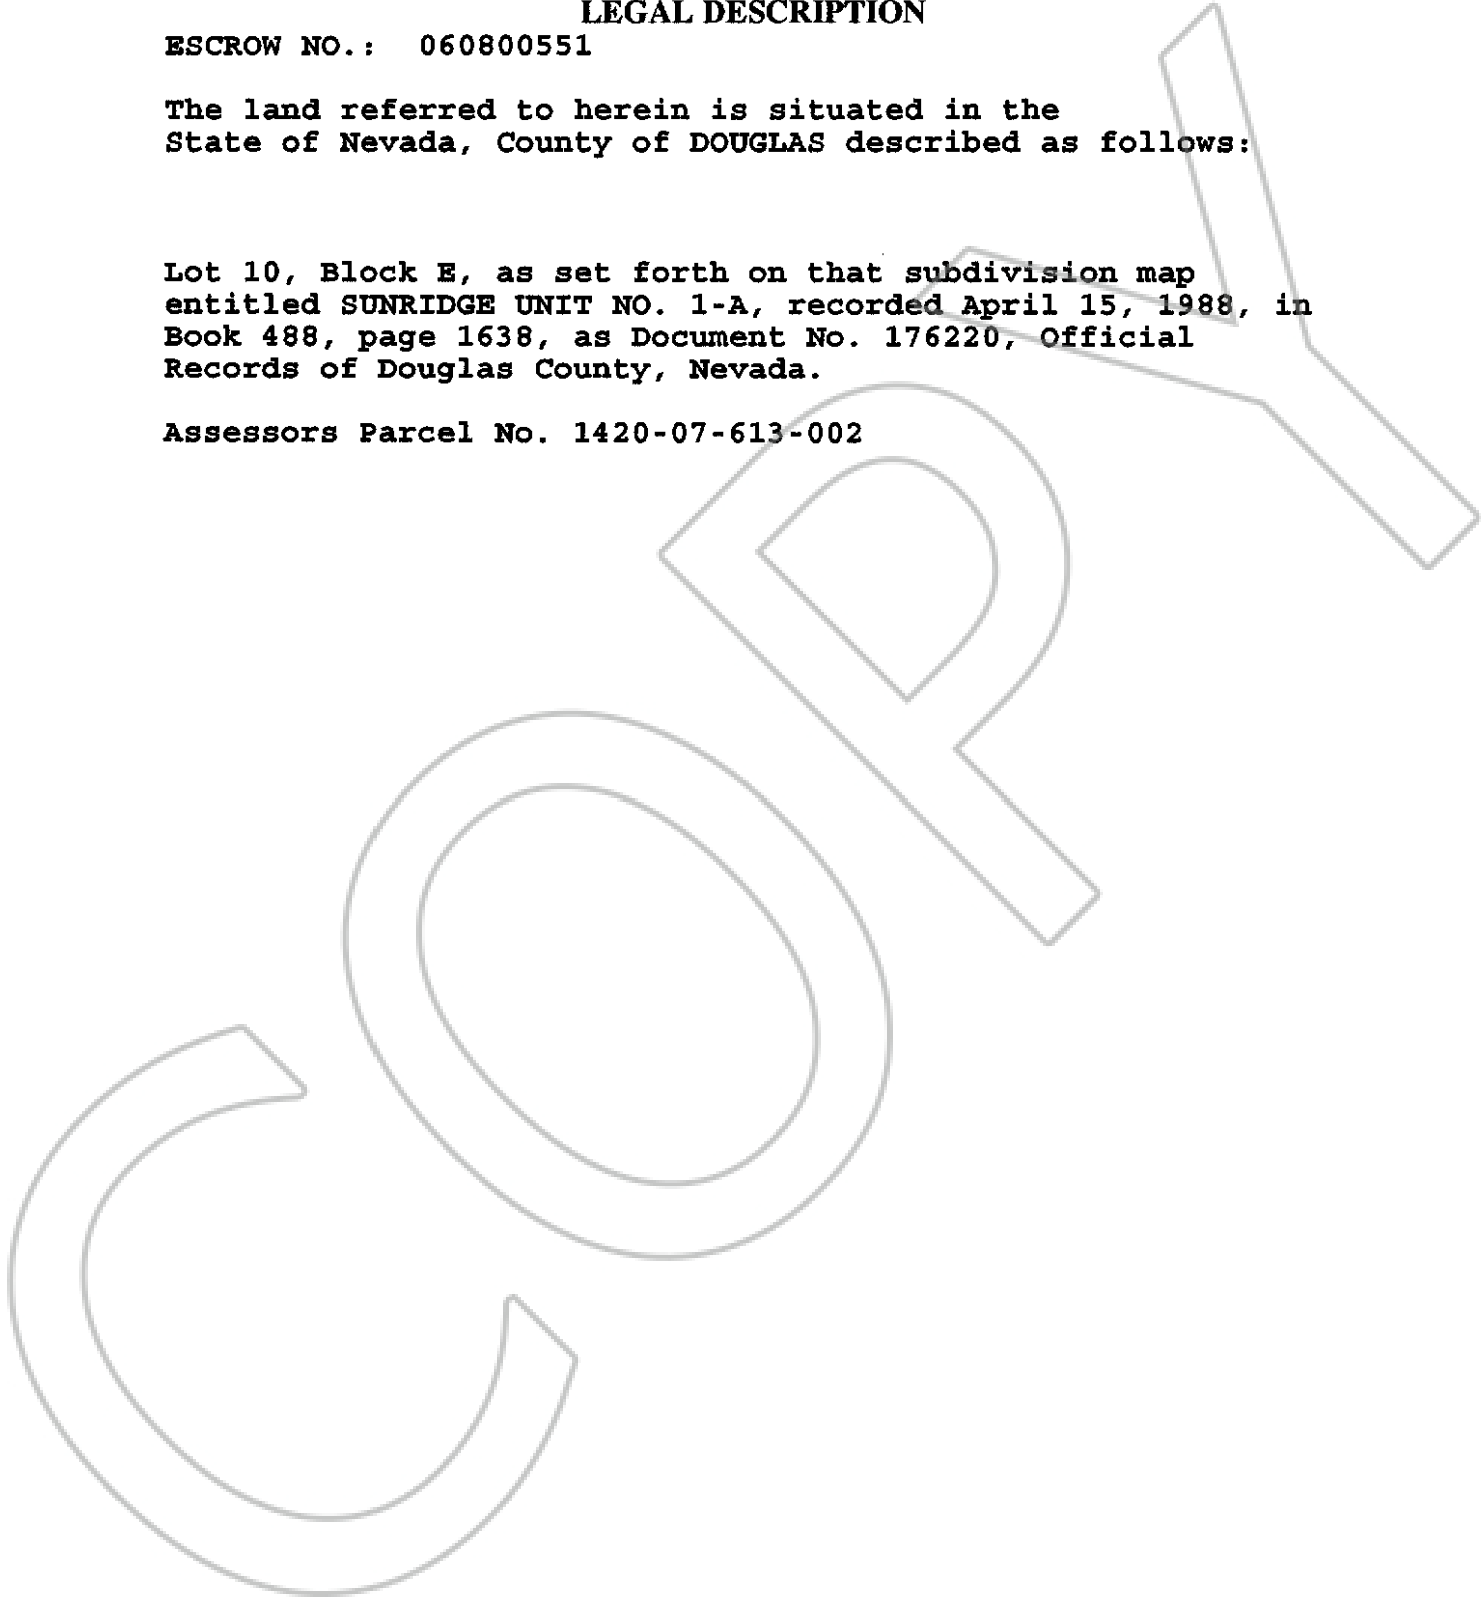 LEGAL DESCRIPTION
ESCROW NO.: 060800551
The land referred to herein is situated in the
State of Nevada, County of DOUGLAS described as follows:
Lot 10, Block E, as set forth on that subdivision map
entitled SUNRIDGE UNIT NO. 1-A, recorded April 15, 1988, in
Book 488, page 1638, as Document No. 176220, Official
Records of Douglas County, Nevada.
Assessors Parcel No. 1420-07-613-002
COPY